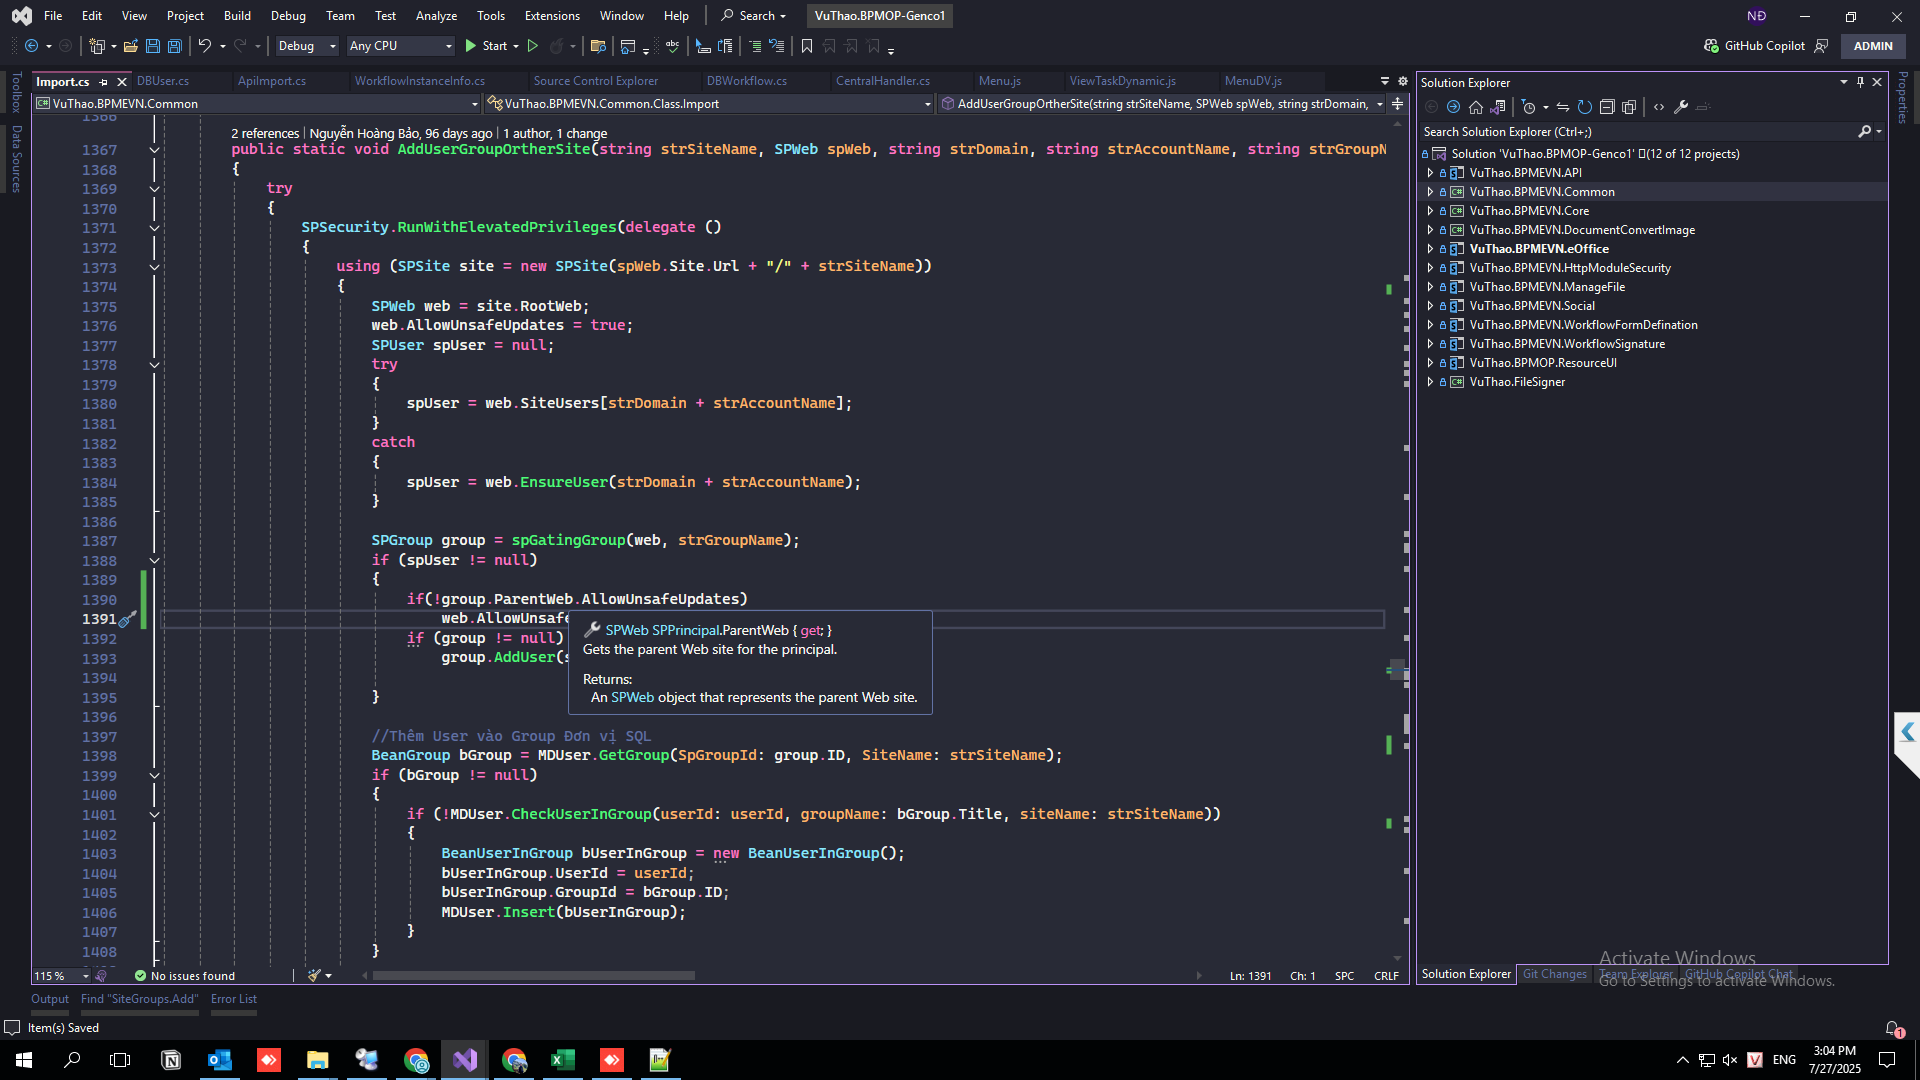 File Edit View Project Build Debug Team Test Analyze Tools Extensions Window Help Search VuThao.BPMOP-Genco1 NĐ
Debug Any CPU Start GitHub Copilot ADMIN
Toolbox
Data Sources
Import.cs DBUser.cs ApiImport.cs WorkflowInstanceInfo.cs Source Control Explorer DBWorkflow.cs CentralHandler.cs Menu.js ViewTaskDynamic.js MenuDV.js
VuThao.BPMEVN.Common VuThao.BPMEVN.Common.Class.Import AddUserGroupOrtherSite(string strSiteName, SPWeb spWeb, string strDomain,
1366
2 references | Nguyễn Hoàng Bảo, 96 days ago | 1 author, 1 change
1367 public static void AddUserGroupOrtherSite(string strSiteName, SPWeb spWeb, string strDomain, string strAccountName, string strGroupN
1368 {
1369 try
1370 {
1371 SPSecurity.RunWithElevatedPrivileges(delegate ()
1372 {
1373 using (SPSite site = new SPSite(spWeb.Site.Url + "/" + strSiteName))
1374 {
1375 SPWeb web = site.RootWeb;
1376 web.AllowUnsafeUpdates = true;
1377 SPUser spUser = null;
1378 try
1379 {
1380 spUser = web.SiteUsers[strDomain + strAccountName];
1381 }
1382 catch
1383 {
1384 spUser = web.EnsureUser(strDomain + strAccountName);
1385 }
1386
1387 SPGroup group = spGatingGroup(web, strGroupName);
1388 if (spUser != null)
1389 {
1390 if(!group.ParentWeb.AllowUnsafeUpdates)
1391 web.AllowUnsafe
1392 if (group != null)
1393 group.AddUser(s
1394
1395 }
1396
SPWeb SPPrincipal.ParentWeb { get; }
Gets the parent Web site for the principal.
Returns:
An SPWeb object that represents the parent Web site.
1397 //Thêm User vào Group Đơn vị SQL
1398 BeanGroup bGroup = MDUser.GetGroup(SpGroupId: group.ID, SiteName: strSiteName);
1399 if (bGroup != null)
1400 {
1401 if (!MDUser.CheckUserInGroup(userId: userId, groupName: bGroup.Title, siteName: strSiteName))
1402 {
1403 BeanUserInGroup bUserInGroup = new BeanUserInGroup();
1404 bUserInGroup.UserId = userId;
1405 bUserInGroup.GroupId = bGroup.ID;
1406 MDUser.Insert(bUserInGroup);
1407 }
1408 }
115 % No issues found Ln: 1391 Ch: 1 SPC CRLF
Solution Explorer
Search Solution Explorer (Ctrl+;)
Solution 'VuThao.BPMOP-Genco1' (12 of 12 projects)
VuThao.BPMEVN.API
VuThao.BPMEVN.Common
VuThao.BPMEVN.Core
VuThao.BPMEVN.DocumentConvertImage
VuThao.BPMEVN.eOffice
VuThao.BPMEVN.HttpModuleSecurity
VuThao.BPMEVN.ManageFile
VuThao.BPMEVN.Social
VuThao.BPMEVN.WorkflowFormDefination
VuThao.BPMEVN.WorkflowSignature
VuThao.BPMOP.ResourceUI
VuThao.FileSigner
Properties
Activate Windows
Go to Settings to activate Windows.
Solution Explorer Git Changes Team Explorer GitHub Copilot Chat
Output Find "SiteGroups.Add" Error List
Item(s) Saved
1
ENG 3:04 PM
7/27/2025